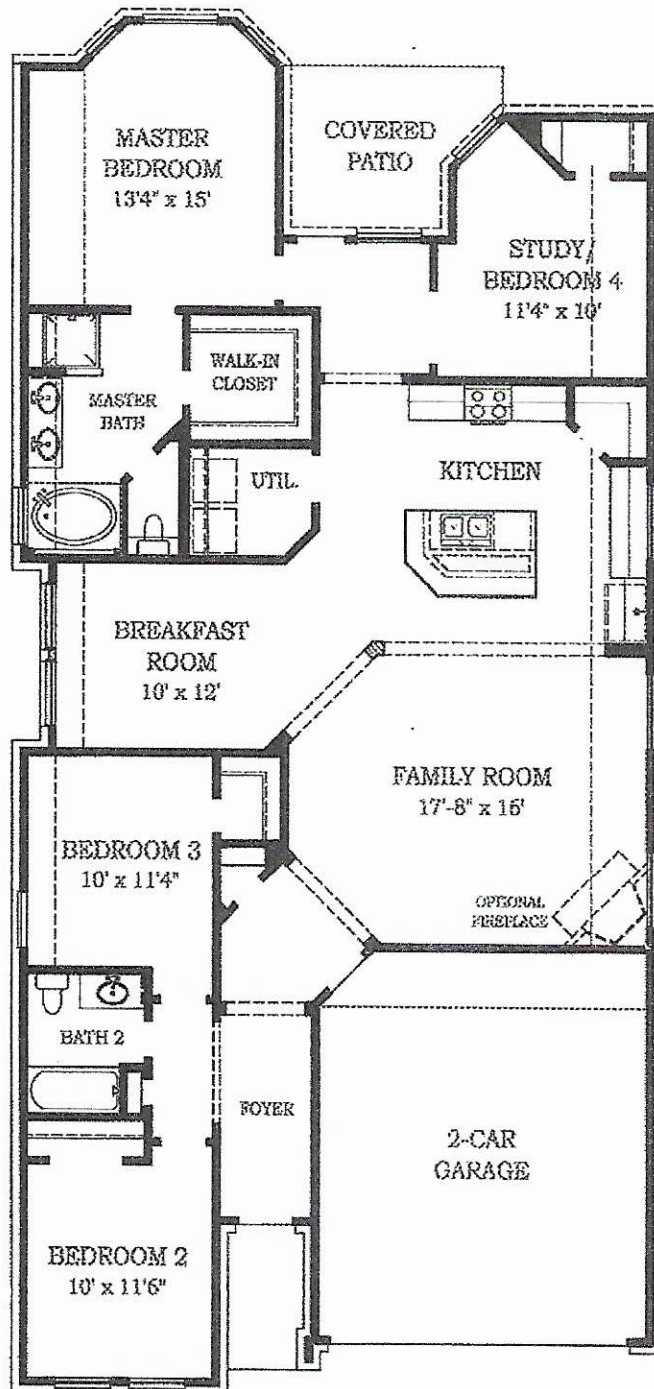 MASTER
BEDROOM
13'4" x 15'
COVERED
PATIO
STUDY/
BEDROOM 4
11'4" x 10'
WALK-IN
CLOSET
MASTER
BATH
UTIL.
KITCHEN
BREAKFAST
ROOM
10' x 12'
FAMILY ROOM
17'-8" x 15'
BEDROOM 3
10' x 11'4"
OPTIONAL
FIREPLACE
BATH 2
FOYER
2-CAR
GARAGE
BEDROOM 2
10' x 11'6"